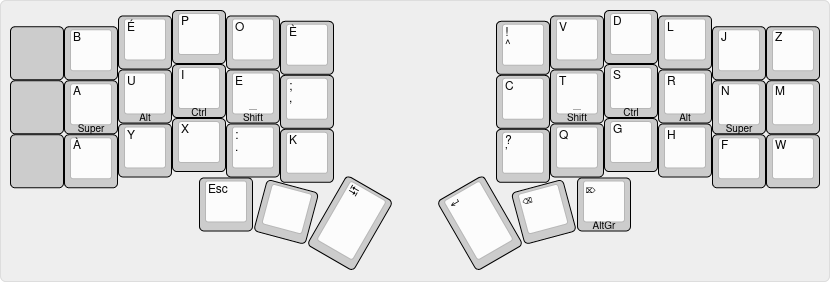 B É P O È
! V D L J Z
^
A U I E ;
Super Alt Ctrl _ Shift ,
C T S R N M
_ Shift Ctrl Alt Super
À Y X : K
.
? Q G H F W
'
Esc ↹
↵ ⌫ ⌦
AltGr